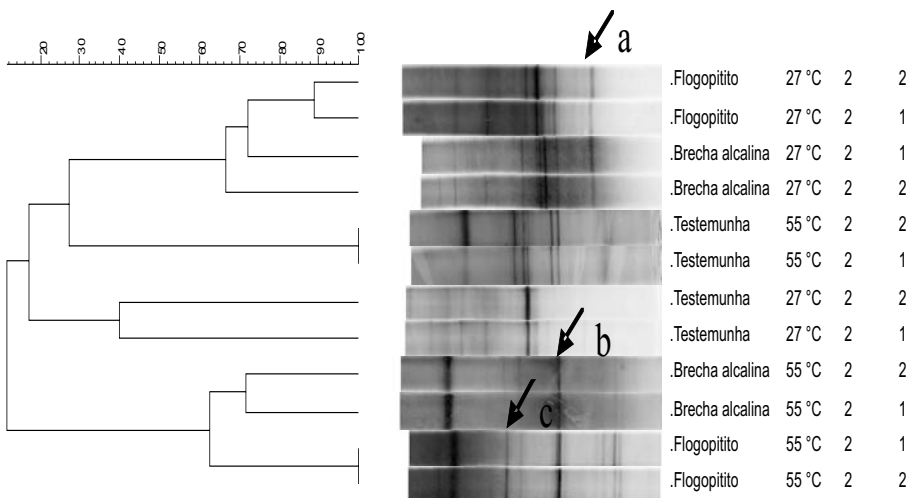 20 30 40 50 60 70 80 90 100
a
.Flogopitito 27 °C 2 2
.Flogopitito 27 °C 2 1
.Brecha alcalina 27 °C 2 1
.Brecha alcalina 27 °C 2 2
.Testemunha 55 °C 2 2
.Testemunha 55 °C 2 1
.Testemunha 27 °C 2 2
.Testemunha 27 °C 2 1
b
.Brecha alcalina 55 °C 2 2
.Brecha alcalina 55 °C 2 1
c
.Flogopitito 55 °C 2 1
.Flogopitito 55 °C 2 2